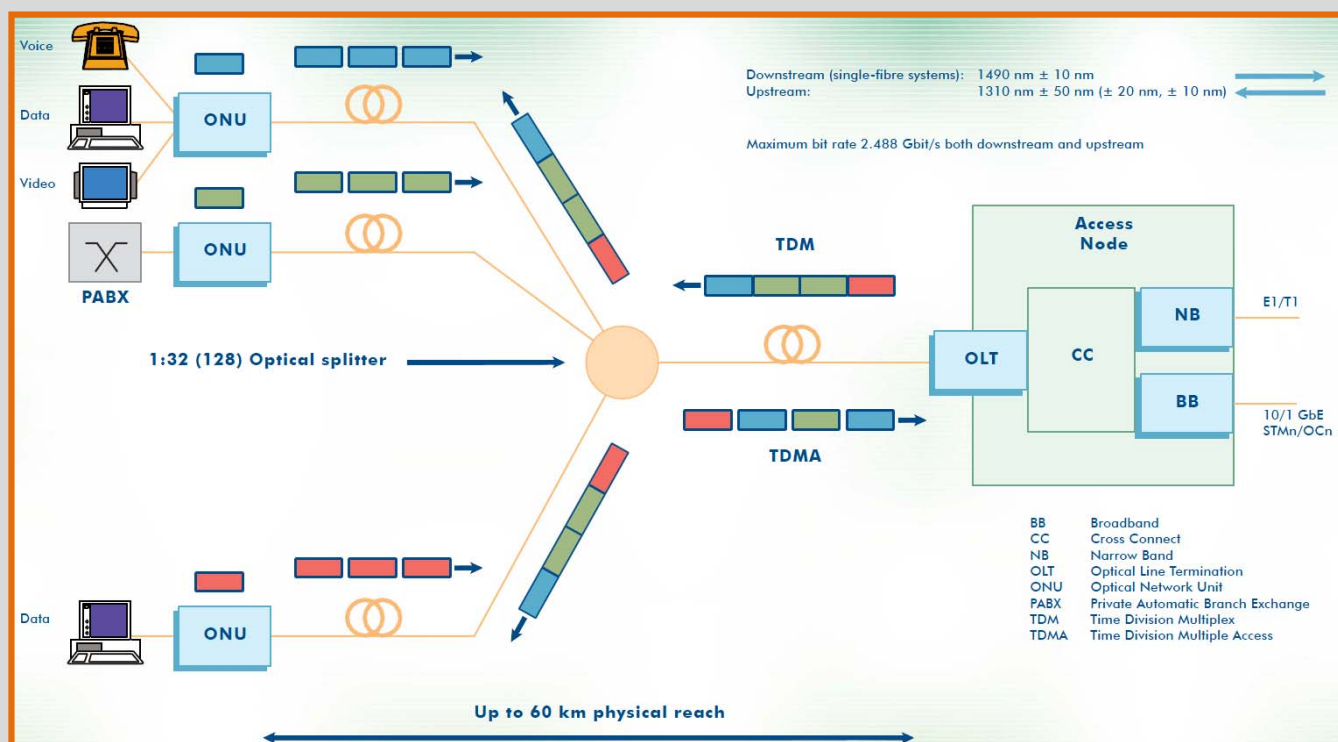 Voice
Data
Video
ONU
ONU
PABX
Downstream (single-fibre systems): 1490 nm ± 10 nm
Upstream: 1310 nm ± 50 nm (± 20 nm, ± 10 nm)
Maximum bit rate 2.488 Gbit/s both downstream and upstream
TDM
1:32 (128) Optical splitter
TDMA
Access
Node
OLT
CC
NB
BB
E1/T1
10/1 GbE
STMn/OCn
Data
ONU
BB Broadband
CC Cross Connect
NB Narrow Band
OLT Optical Line Termination
ONU Optical Network Unit
PABX Private Automatic Branch Exchange
TDM Time Division Multiplex
TDMA Time Division Multiple Access
Up to 60 km physical reach